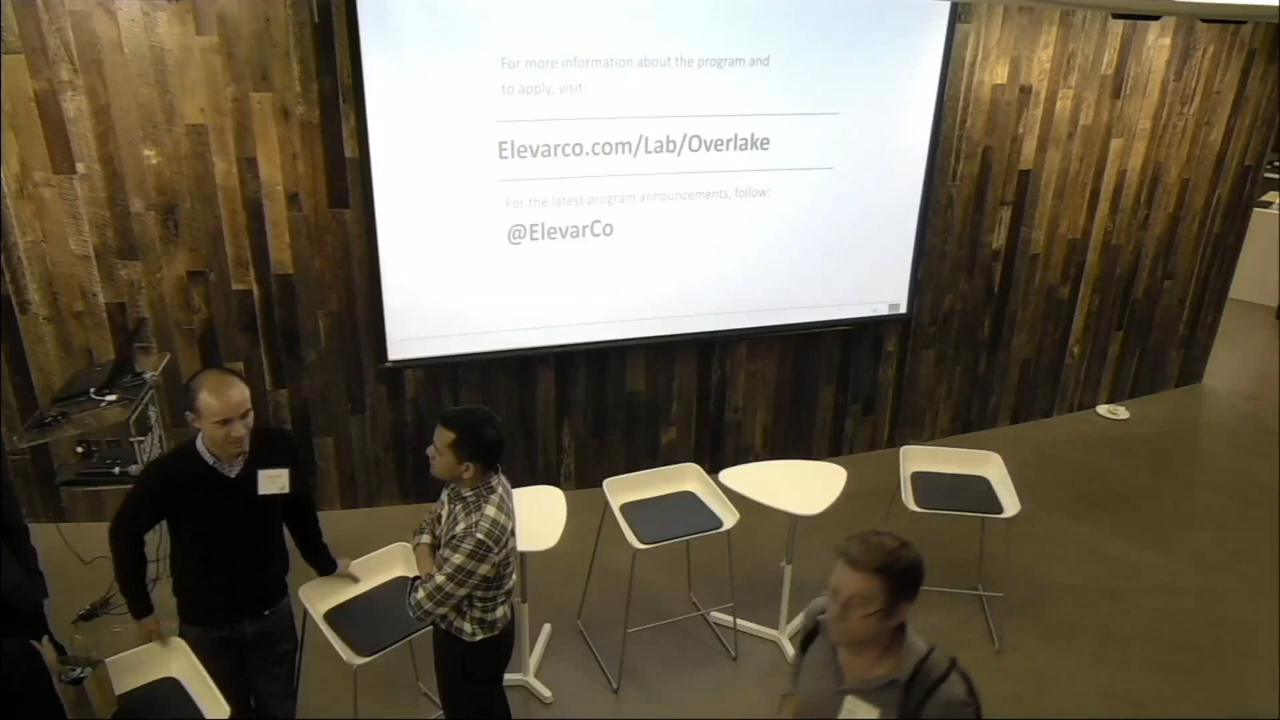 For more information about the program and
to apply, visit:
Elevarco.com/Lab/Overlake
For the latest program announcements, follow:
@ElevarCo